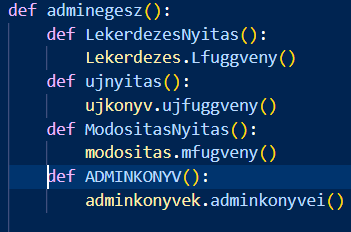 def adminegesz():
    def LekerdezesNyitas():
        Lekerdezes.Lfuggveny()
    def ujnyitas():
        ujkonyv.ujfuggveny()
    def ModositasNyitas():
        modositas.mfugveny()
    def ADMINKONYV():
        adminkonyvek.adminkonyvei()